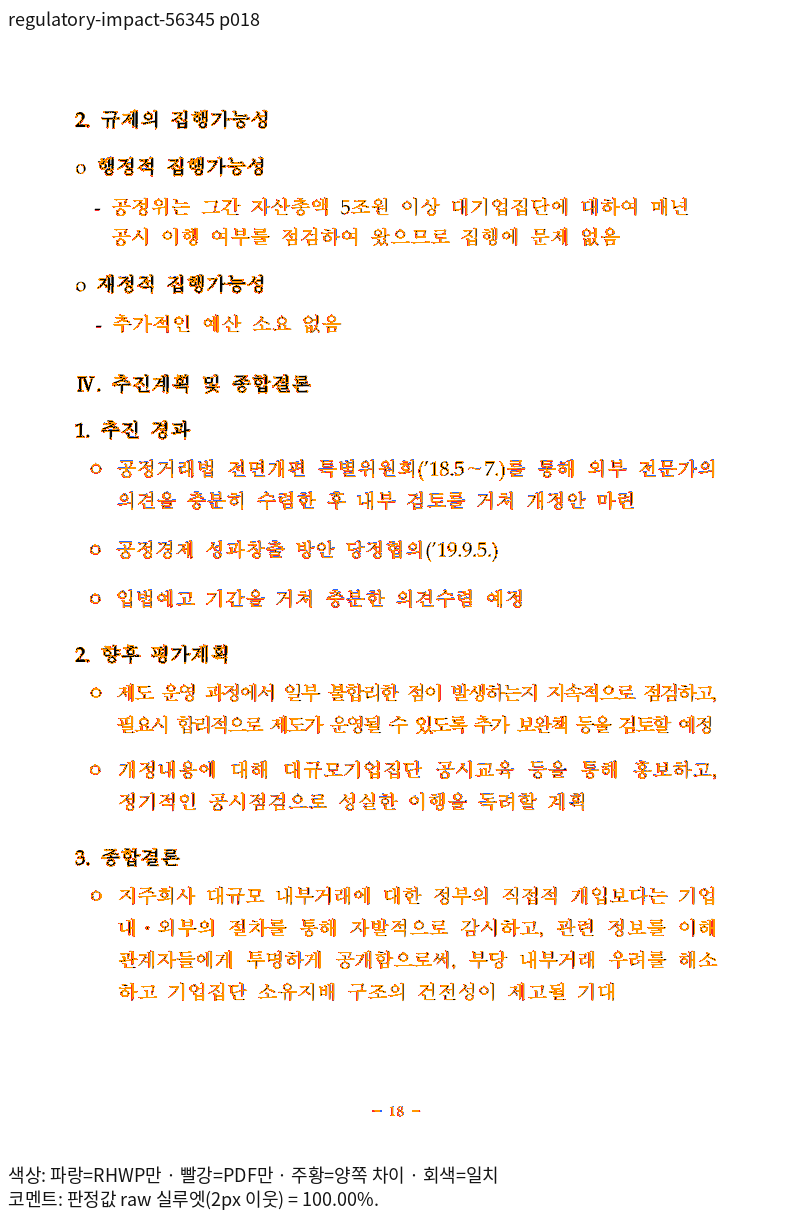 regulatory-impact-56345 p018
2. 규제의 집행가능성
o 행정적 집행가능성
- 공정위는 그간 자산총액 5조원 이상 대기업집단에 대하여 매년
공시 이행 여부를 점검하여 왔으므로 집행에 문제 없음
o 재정적 집행가능성
- 추가적인 예산 소요 없음
Ⅳ. 추진계획 및 종합결론
1. 추진 경과
ㅇ 공정거래법 전면개편 특별위원회('18.5~7.)를 통해 외부 전문가의
의견을 충분히 수렴한 후 내부 검토를 거쳐 개정안 마련
ㅇ 공정경제 성과창출 방안 당정협의('19.9.5.)
ㅇ 입법예고 기간을 거쳐 충분한 의견수렴 예정
2. 향후 평가계획
ㅇ 제도 운영 과정에서 일부 불합리한 점이 발생하는지 지속적으로 점검하고,
필요시 합리적으로 제도가 운영될 수 있도록 추가 보완책 등을 검토할 예정
ㅇ 개정내용에 대해 대규모기업집단 공시교육 등을 통해 홍보하고,
정기적인 공시점검으로 성실한 이행을 독려할 계획
3. 종합결론
ㅇ 지주회사 대규모 내부거래에 대한 정부의 직접적 개입보다는 기업
내·외부의 절차를 통해 자발적으로 감시하고, 관련 정보를 이해
관계자들에게 투명하게 공개함으로써, 부당 내부거래 우려를 해소
하고 기업집단 소유지배 구조의 건전성이 제고될 기대
- 18 -
색상: 파랑=RHWP만 · 빨강=PDF만 · 주황=양쪽 차이 · 회색=일치
코멘트: 판정값 raw 실루엣(2px 이웃) = 100.00%.